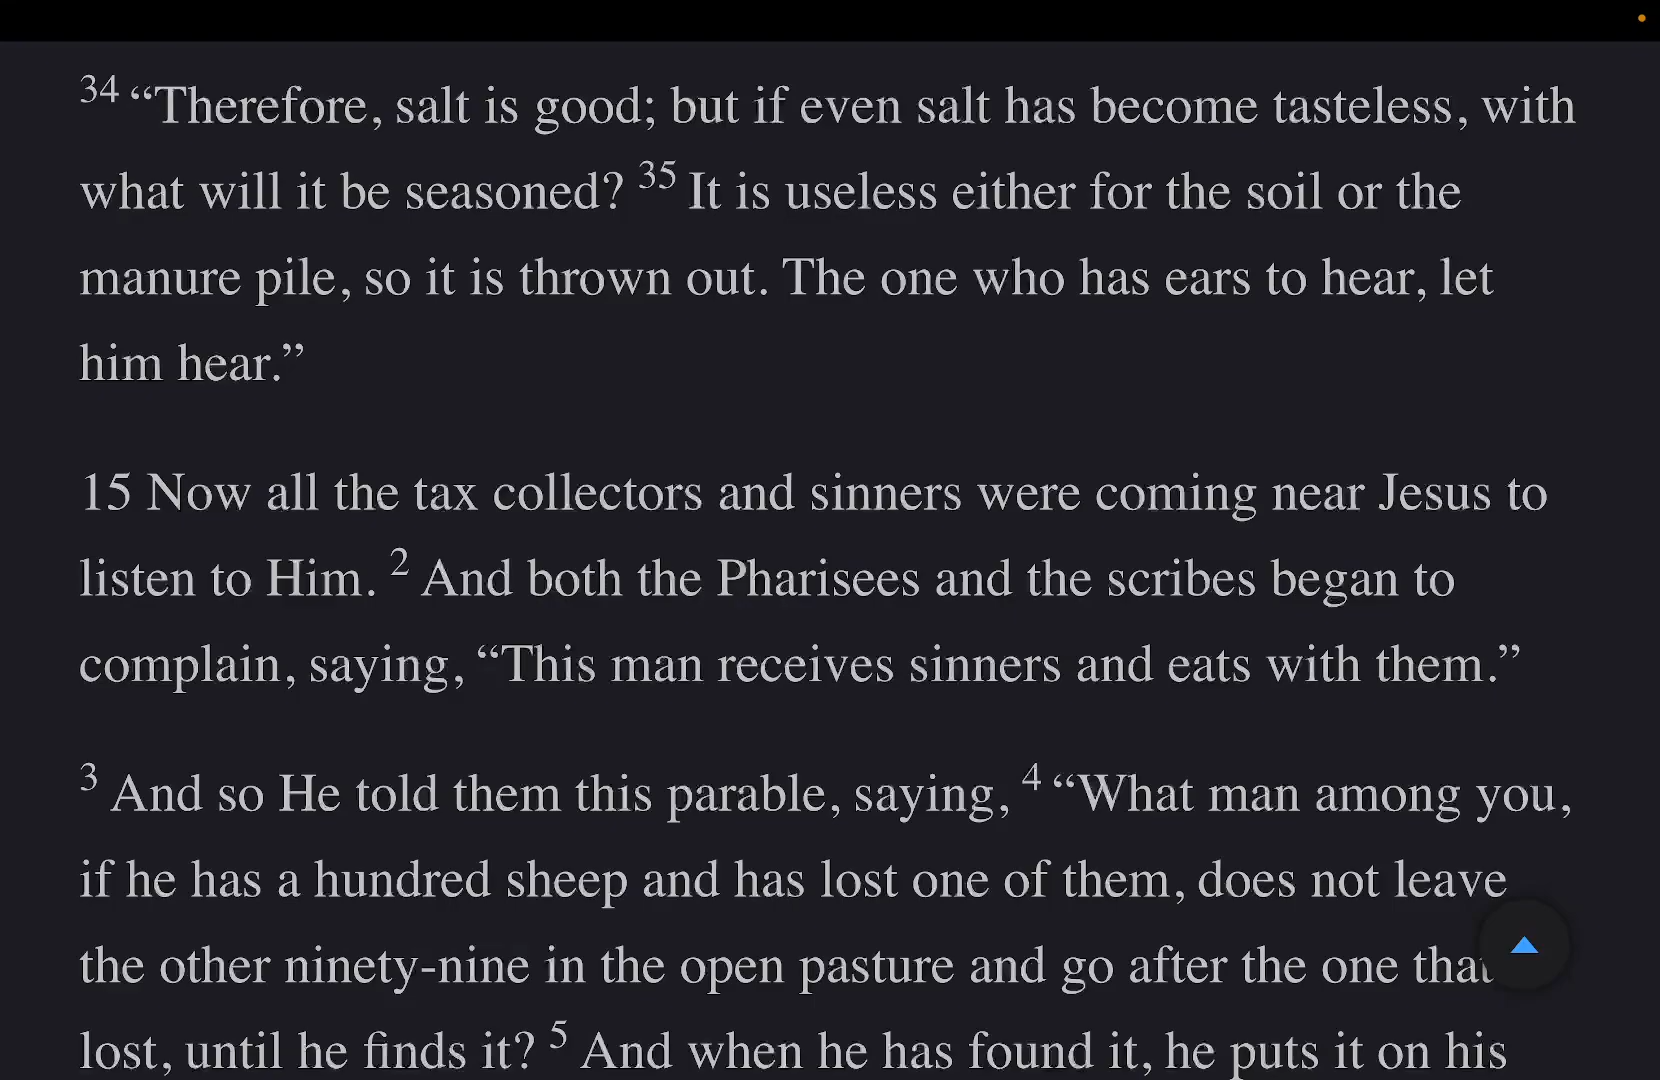 34 “Therefore, salt is good; but if even salt has become tasteless, with
what will it be seasoned? 35 It is useless either for the soil or the
manure pile, so it is thrown out. The one who has ears to hear, let
him hear.”
15 Now all the tax collectors and sinners were coming near Jesus to
listen to Him. 2 And both the Pharisees and the scribes began to
complain, saying, “This man receives sinners and eats with them.”
3 And so He told them this parable, saying, 4 “What man among you,
if he has a hundred sheep and has lost one of them, does not leave
the other ninety-nine in the open pasture and go after the one that
lost, until he finds it? 5 And when he has found it, he puts it on his